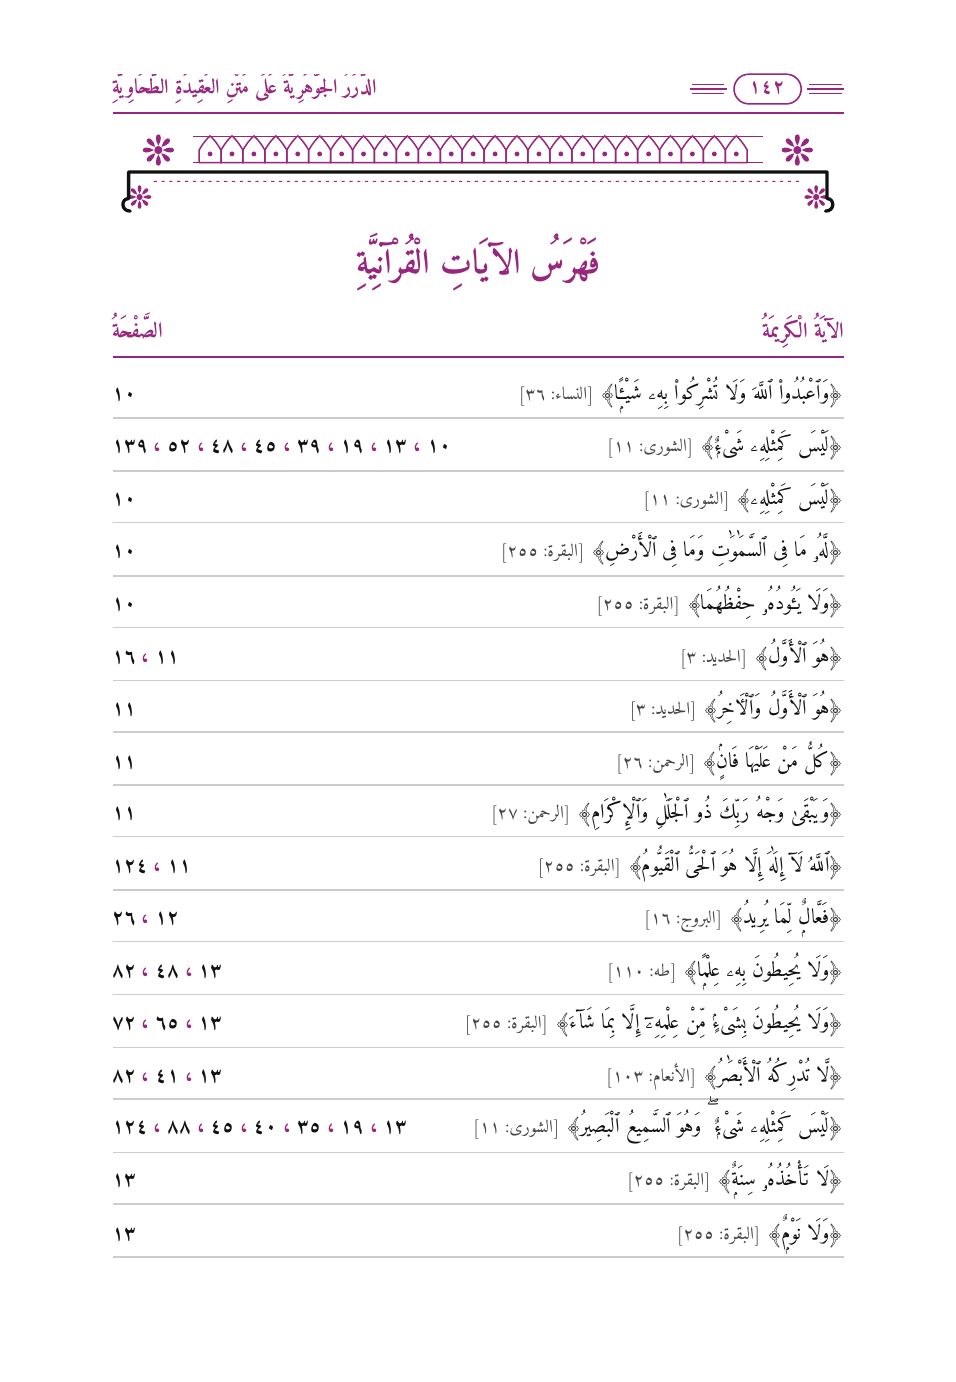 ١٤٢ الدُّرَرُ الجَوْهَرِيَّةُ عَلَى مَتْنِ العَقِيدَةِ الطَّحَاوِيَّةِ
فَهْرَسُ الآيَاتِ الْقُرْآنِيَّةِ
الآيَةُ الْكَرِيمَةُ الصَّفْحَةُ
﴿وَٱعْبُدُواْ ٱللَّهَ وَلَا تُشْرِكُواْ بِهِۦ شَيْـًٔا﴾ [النساء: ٣٦] ١٠
﴿لَيْسَ كَمِثْلِهِۦ شَىْءٌ﴾ [الشورى: ١١] ١٠ ، ١٣ ، ١٩ ، ٣٩ ، ٤٥ ، ٤٨ ، ٥٢ ، ١٣٩
﴿لَيْسَ كَمِثْلِهِۦ﴾ [الشورى: ١١] ١٠
﴿لَّهُۥ مَا فِى ٱلسَّمَٰوَٰتِ وَمَا فِى ٱلْأَرْضِ﴾ [البقرة: ٢٥٥] ١٠
﴿وَلَا يَـُٔودُهُۥ حِفْظُهُمَا﴾ [البقرة: ٢٥٥] ١٠
﴿هُوَ ٱلْأَوَّلُ﴾ [الحديد: ٣] ١١ ، ١٦
﴿هُوَ ٱلْأَوَّلُ وَٱلْـَٔاخِرُ﴾ [الحديد: ٣] ١١
﴿كُلُّ مَنْ عَلَيْهَا فَانٍ﴾ [الرحمن: ٢٦] ١١
﴿وَيَبْقَىٰ وَجْهُ رَبِّكَ ذُو ٱلْجَلَٰلِ وَٱلْإِكْرَامِ﴾ [الرحمن: ٢٧] ١١
﴿ٱللَّهُ لَآ إِلَٰهَ إِلَّا هُوَ ٱلْحَىُّ ٱلْقَيُّومُ﴾ [البقرة: ٢٥٥] ١١ ، ١٢٤
﴿فَعَّالٌ لِّمَا يُرِيدُ﴾ [البروج: ١٦] ١٢ ، ٢٦
﴿وَلَا يُحِيطُونَ بِهِۦ عِلْمًا﴾ [طه: ١١٠] ١٣ ، ٤٨ ، ٨٢
﴿وَلَا يُحِيطُونَ بِشَىْءٍ مِّنْ عِلْمِهِۦٓ إِلَّا بِمَا شَآءَ﴾ [البقرة: ٢٥٥] ١٣ ، ٦٥ ، ٧٢
﴿لَّا تُدْرِكُهُ ٱلْأَبْصَٰرُ﴾ [الأنعام: ١٠٣] ١٣ ، ٤١ ، ٨٢
﴿لَيْسَ كَمِثْلِهِۦ شَىْءٌ ۖ وَهُوَ ٱلسَّمِيعُ ٱلْبَصِيرُ﴾ [الشورى: ١١] ١٣ ، ١٩ ، ٣٥ ، ٤٠ ، ٤٥ ، ٨٨ ، ١٢٤
﴿لَا تَأْخُذُهُۥ سِنَةٌ﴾ [البقرة: ٢٥٥] ١٣
﴿وَلَا نَوْمٌ﴾ [البقرة: ٢٥٥] ١٣